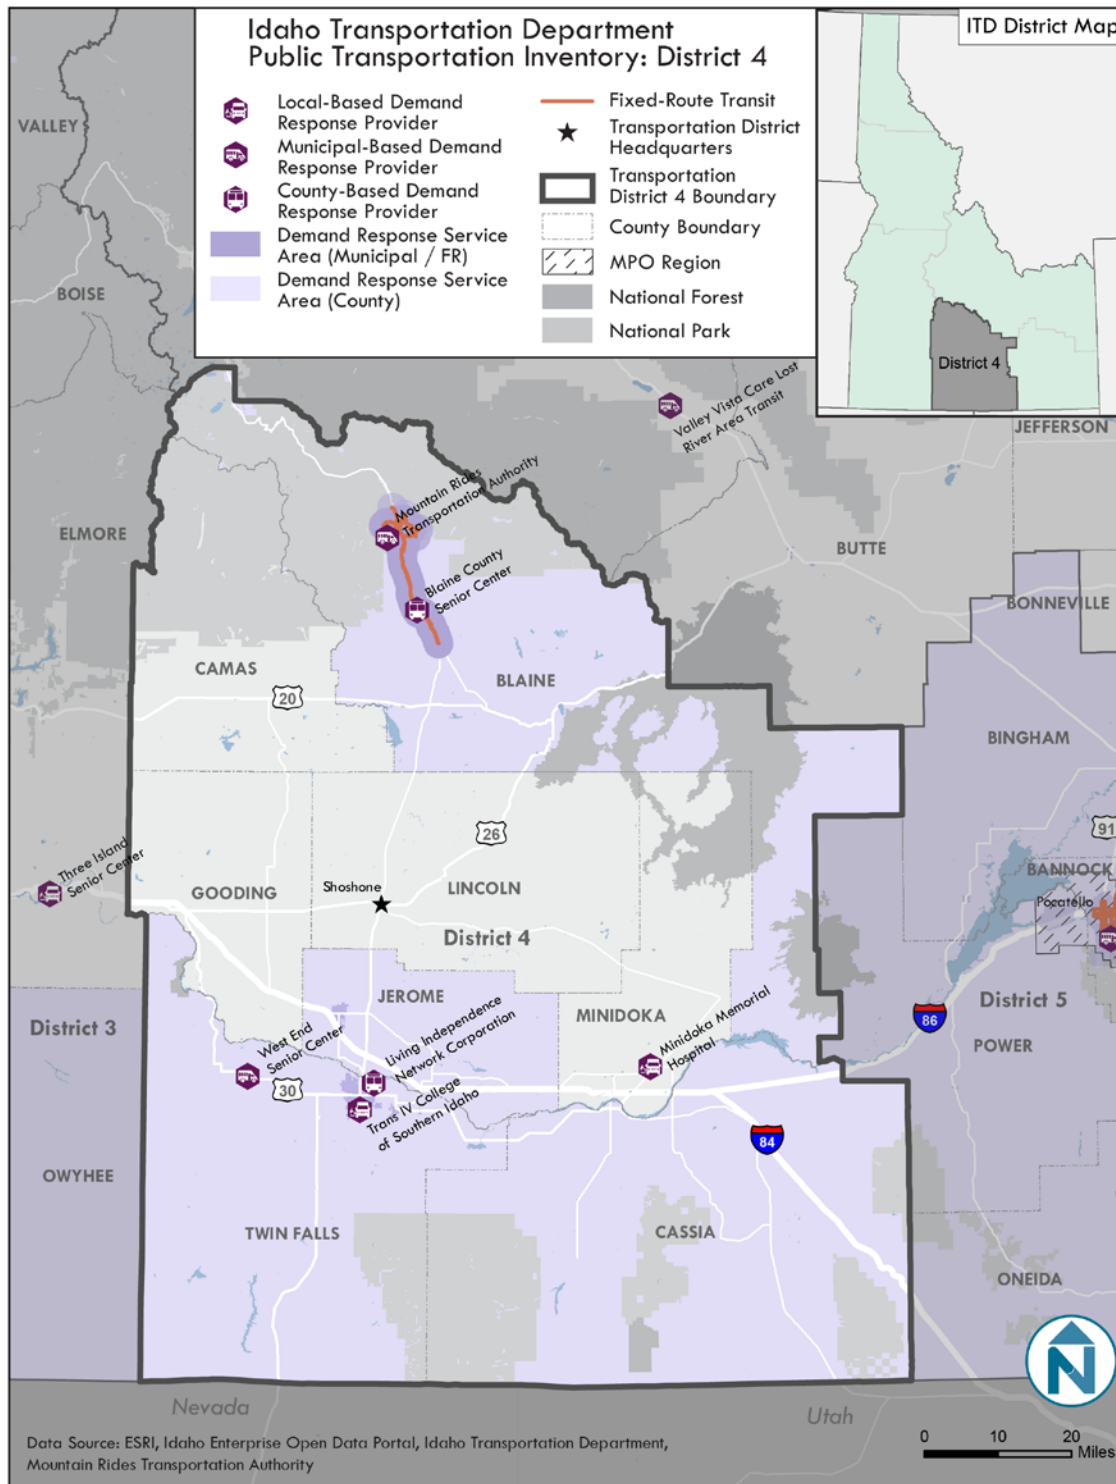 Idaho Transportation Department
Public Transportation Inventory: District 4
Local-Based Demand
Response Provider
Municipal-Based Demand
Response Provider
County-Based Demand
Response Provider
Demand Response Service
Area (Municipal / FR)
Demand Response Service
Area (County)
Fixed-Route Transit
Transportation District
Headquarters
Transportation
District 4 Boundary
County Boundary
MPO Region
National Forest
National Park
ITD District Map
District 4
VALLEY
BOISE
Valley Vista Care Lost
River Area Transit
JEFFERSON
Mountain Rides
Transportation Authority
ELMORE
BUTTE
Blaine County
Senior Center
BONNEVILLE
CAMAS
BLAINE
20
BINGHAM
26
91
Three Island
Senior Center
BANNOCK
GOODING
Shoshone
LINCOLN
Pocatello
District 4
JEROME
MINIDOKA
District 3
District 5
86
POWER
West End
Senior Center
Living Independence
Network Corporation
Minidoka Memorial
Hospital
30
Trans IV College
of Southern Idaho
84
OWYHEE
TWIN FALLS
CASSIA
ONEIDA
N
Nevada
Utah
Data Source: ESRI, Idaho Enterprise Open Data Portal, Idaho Transportation Department,
Mountain Rides Transportation Authority
0 10 20
Miles